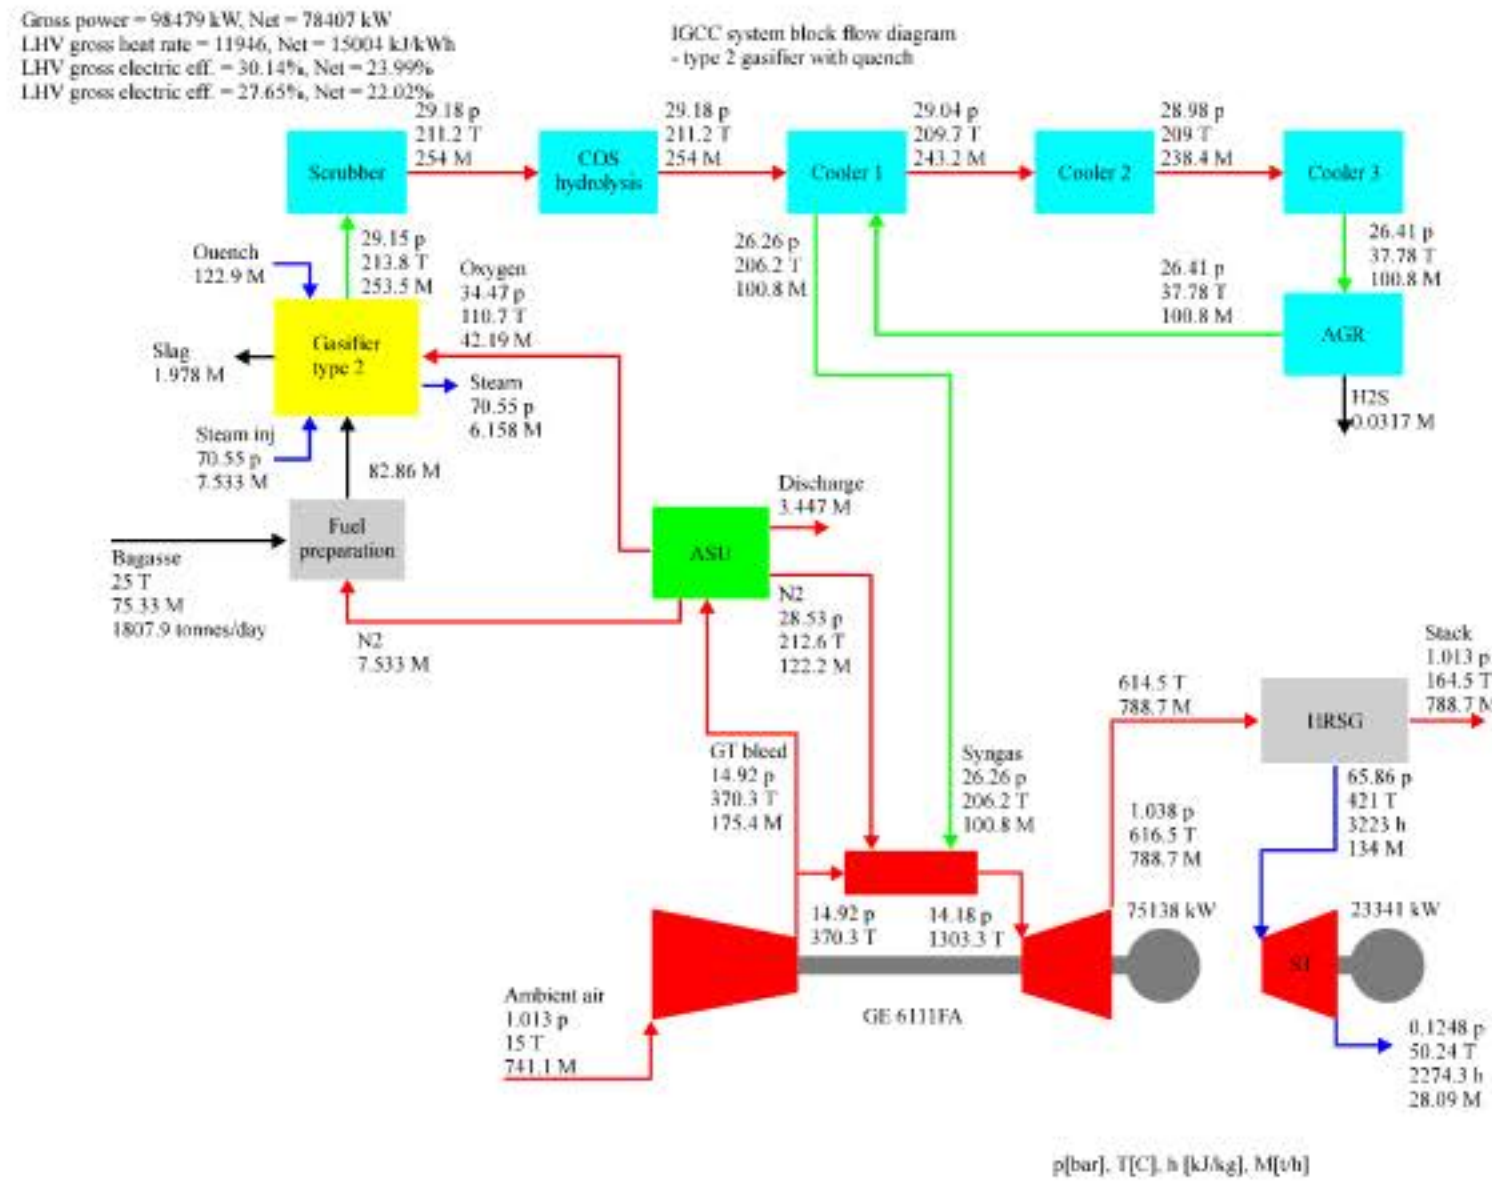 Gross power = 98479 kW, Net = 78407 kW
LHV gross heat rate = 11946, Net = 15004 kJ/kWh
LHV gross electric eff. = 30.14%, Net = 23.99%
LHV gross electric eff. = 27.65%, Net = 22.02%
IGCC system block flow diagram
- type 2 gasifier with quench
Scrubber
29.18 p
211.2 T
254 M
COS
hydrolysis
29.18 p
211.2 T
254 M
Cooler 1
29.04 p
209.7 T
243.2 M
Cooler 2
28.98 p
209 T
238.4 M
Cooler 3
Quench
122.9 M
29.15 p
213.8 T
253.5 M
Oxygen
34.47 p
110.7 T
42.19 M
26.26 p
206.2 T
100.8 M
26.41 p
37.78 T
100.8 M
26.41 p
37.78 T
100.8 M
AGR
H2S
0.0317 M
Slag
1.978 M
Gasifier
type 2
Steam
70.55 p
6.158 M
Steam inj
70.55 p
7.533 M
82.86 M
Fuel
preparation
Bagasse
25 T
75.33 M
1807.9 tonnes/day
N2
7.533 M
ASU
Discharge
3.447 M
N2
28.53 p
212.6 T
122.2 M
GT bleed
14.92 p
370.3 T
175.4 M
Syngas
26.26 p
206.2 T
100.8 M
614.5 T
788.7 M
HRSG
Stack
1.013 p
164.5 T
788.7 M
1.038 p
616.5 T
788.7 M
65.86 p
421 T
3223 h
134 M
14.92 p
370.3 T
14.18 p
1303.3 T
75138 kW
23341 kW
ST
Ambient air
1.013 p
15 T
741.1 M
GE 6111FA
0.1248 p
50.24 T
2274.3 h
28.09 M
p[bar], T[C], h [kJ/kg], M[t/h]